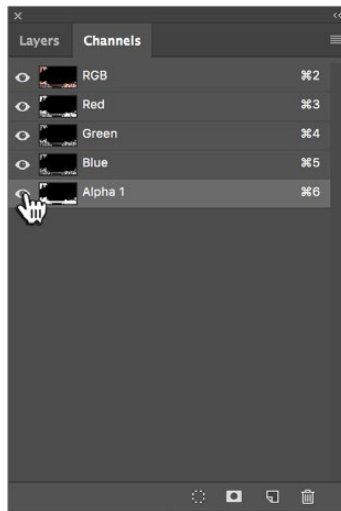 Layers Channels
RGB ⌘2
Red ⌘3
Green ⌘4
Blue ⌘5
Alpha 1 ⌘6